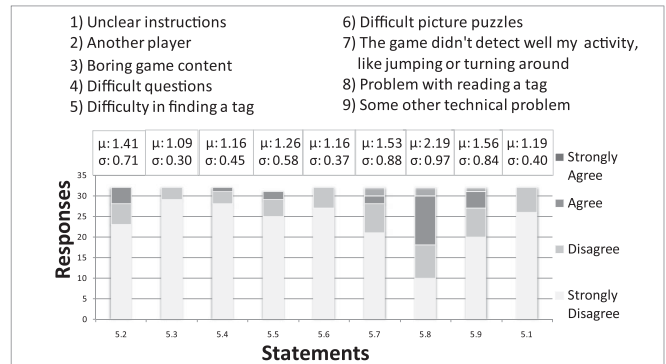 1) Unclear instructions
2) Another player
3) Boring game content
4) Difficult questions
5) Difficulty in finding a tag
6) Difficult picture puzzles
7) The game didn't detect well my activity,
like jumping or turning around
8) Problem with reading a tag
9) Some other technical problem
μ: 1.41 μ: 1.09 μ: 1.16 μ: 1.26 μ: 1.16 μ: 1.53 μ: 2.19 μ: 1.56 μ: 1.19
σ: 0.71 σ: 0.30 σ: 0.45 σ: 0.58 σ: 0.37 σ: 0.88 σ: 0.97 σ: 0.84 σ: 0.40
Strongly
Agree
Agree
Disagree
Strongly
Disagree
Responses
35
30
25
20
15
10
5
0
5.2 5.3 5.4 5.5 5.6 5.7 5.8 5.9 5.1
Statements